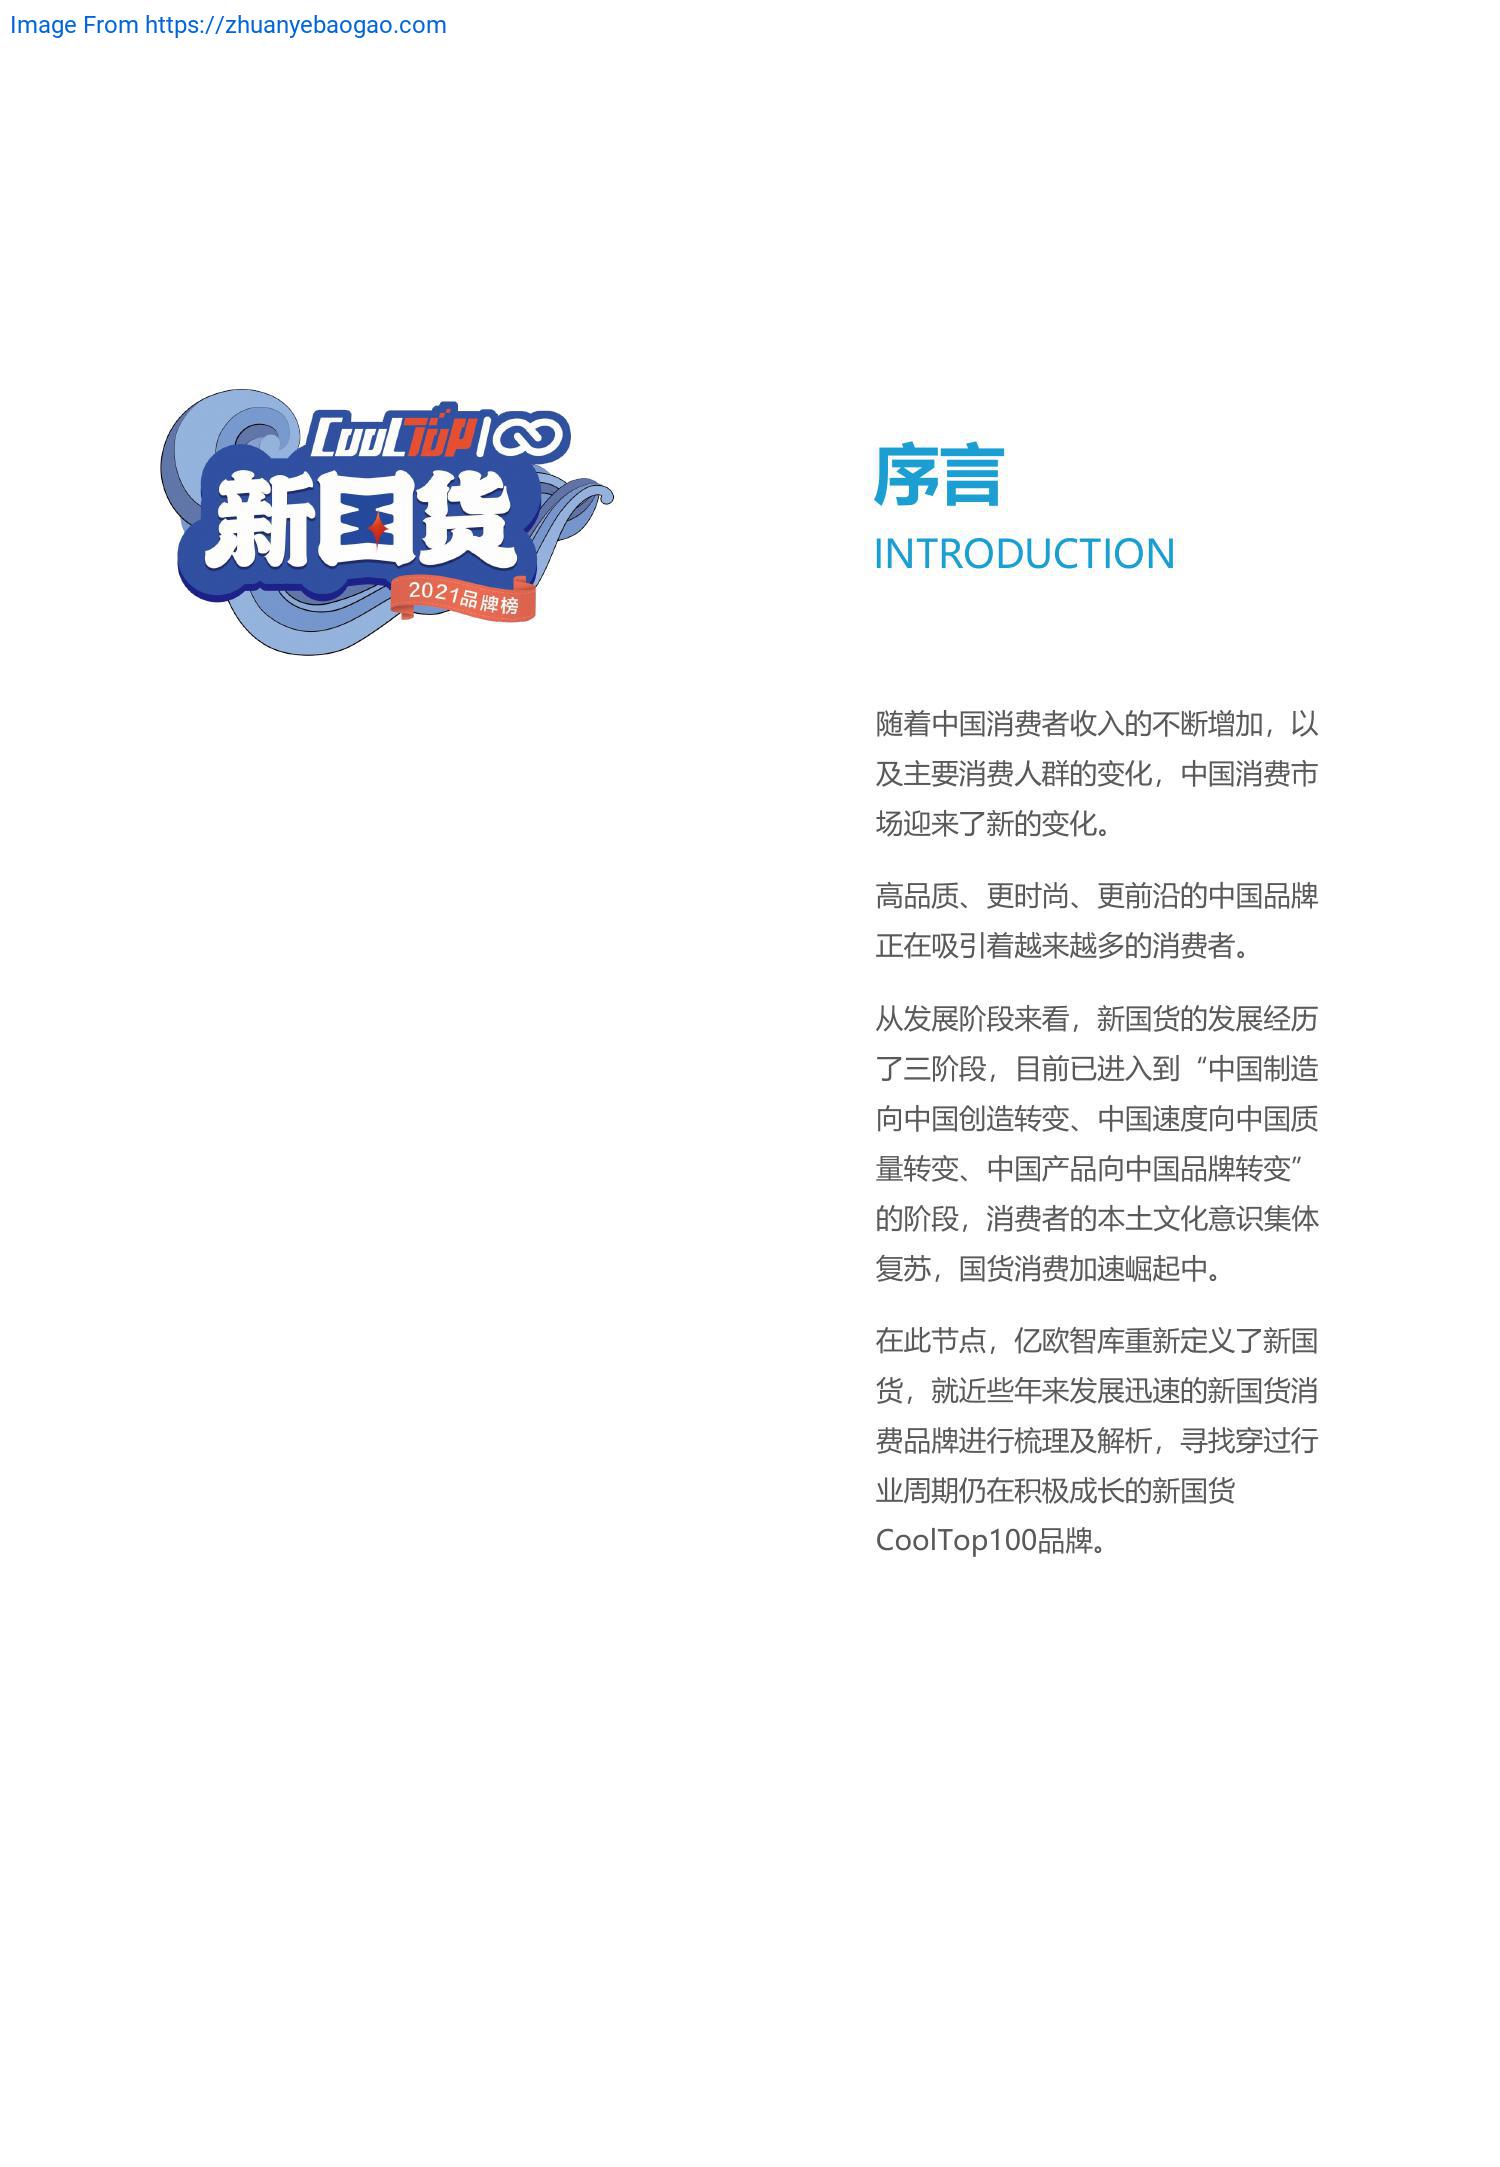 Image From https://zhuanyebaogao.com
CoolTop100
新国货
2021品牌榜
序言
INTRODUCTION
随着中国消费者收入的不断增加，以
及主要消费人群的变化，中国消费市
场迎来了新的变化。
高品质、更时尚、更前沿的中国品牌
正在吸引着越来越多的消费者。
从发展阶段来看，新国货的发展经历
了三阶段，目前已进入到“中国制造
向中国创造转变、中国速度向中国质
量转变、中国产品向中国品牌转变”
的阶段，消费者的本土文化意识集体
复苏，国货消费加速崛起中。
在此节点，亿欧智库重新定义了新国
货，就近些年来发展迅速的新国货消
费品牌进行梳理及解析，寻找穿过行
业周期仍在积极成长的新国货
CoolTop100品牌。